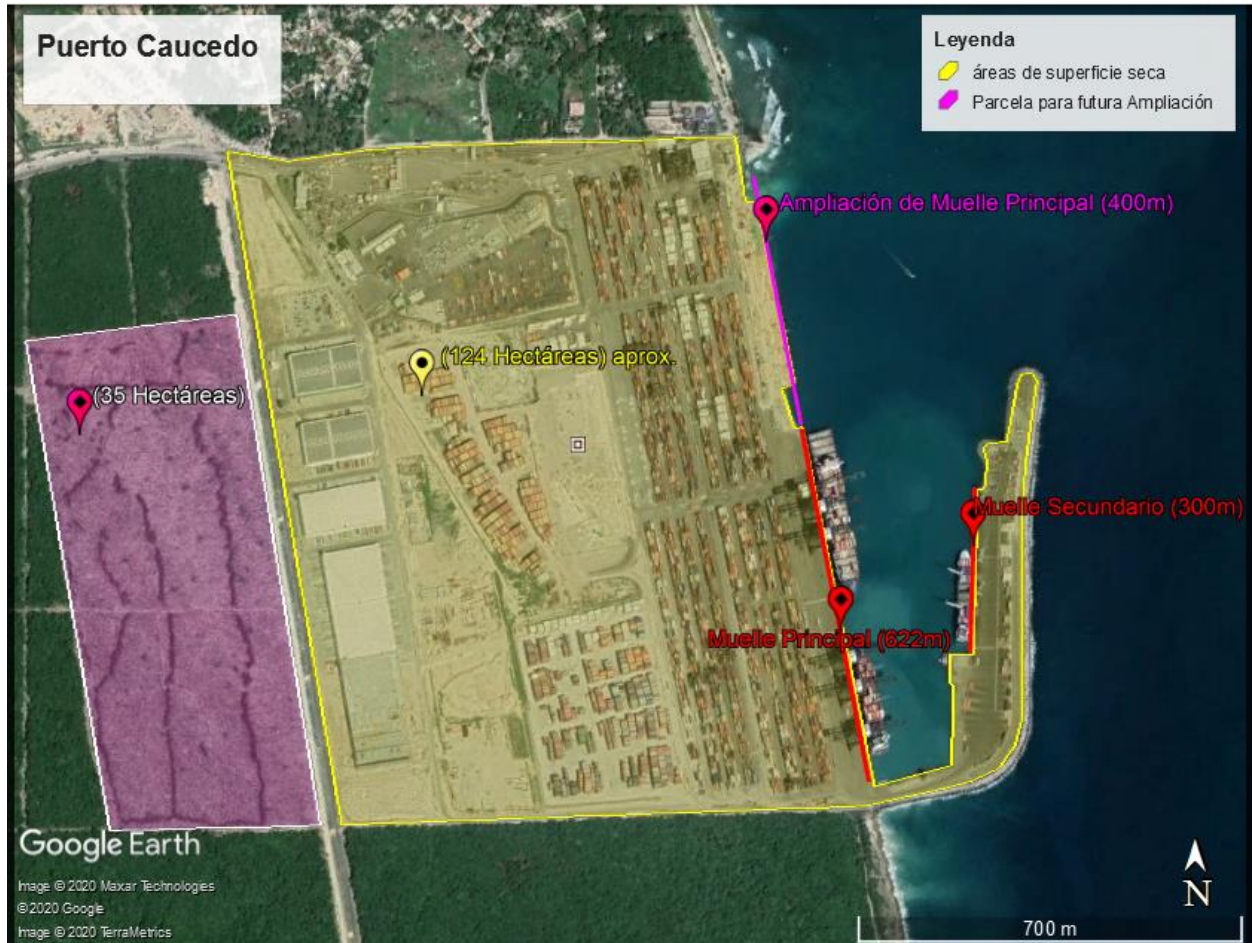 Puerto Caucedo
Leyenda
áreas de superficie seca
Parcela para futura Ampliación
Ampliación de Muelle Principal (400m)
(124 Hectáreas) aprox.
(35 Hectáreas)
Muelle Secundario (300m)
Muelle Principal (622m)
Google Earth
Image © 2020 Maxar Technologies
©2020 Google
Image © 2020 TerraMetrics
N
700 m